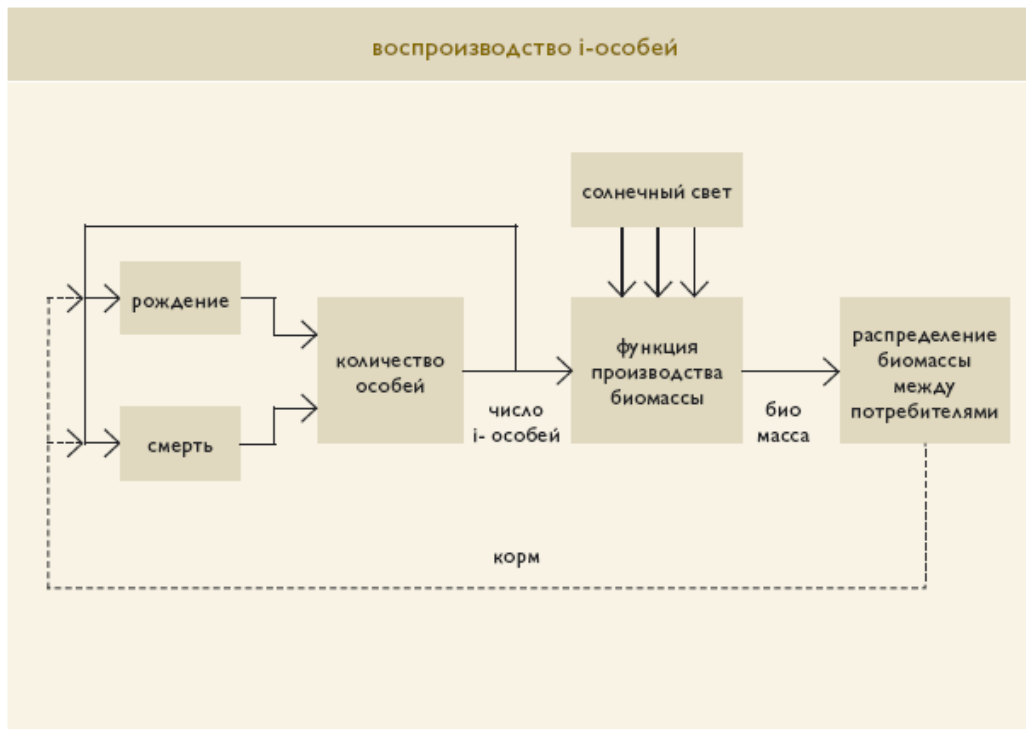 воспроизводство i-особей
солнечный свет
рождение
смерть
количество
особей
число
i- особей
функция
производства
биомассы
био
масса
распределение
биомассы
между
потребителями
корм